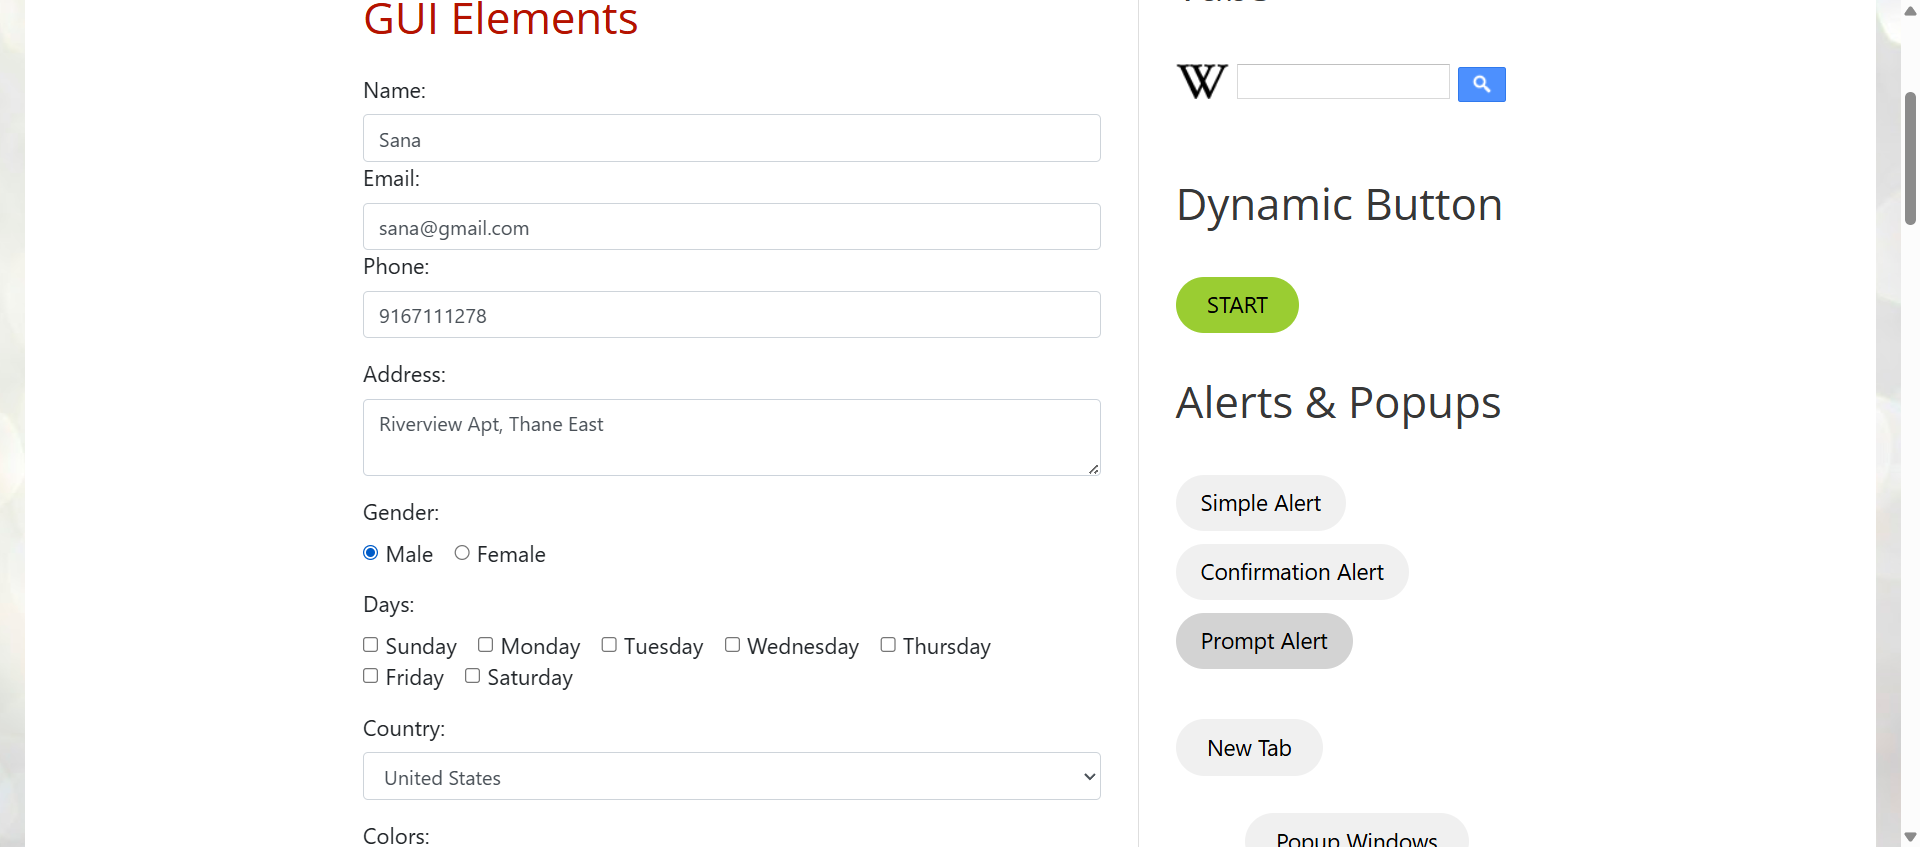 GUI Elements
Name:
Sana
Email:
sana@gmail.com
Phone:
9167111278
Address:
Riverview Apt, Thane East
Gender:
Male Female
Days:
Sunday Monday Tuesday Wednesday Thursday
Friday Saturday
Country:
United States
Colors:
W
Dynamic Button
START
Alerts & Popups
Simple Alert
Confirmation Alert
Prompt Alert
New Tab
Popup Windows